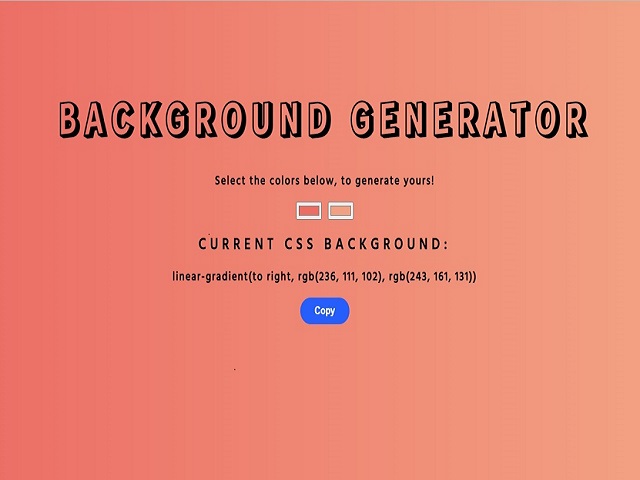 BACKGROUND GENERATOR
Select the colors below, to generate yours!
CURRENT CSS BACKGROUND:
linear-gradient(to right, rgb(236, 111, 102), rgb(243, 161, 131))
Copy